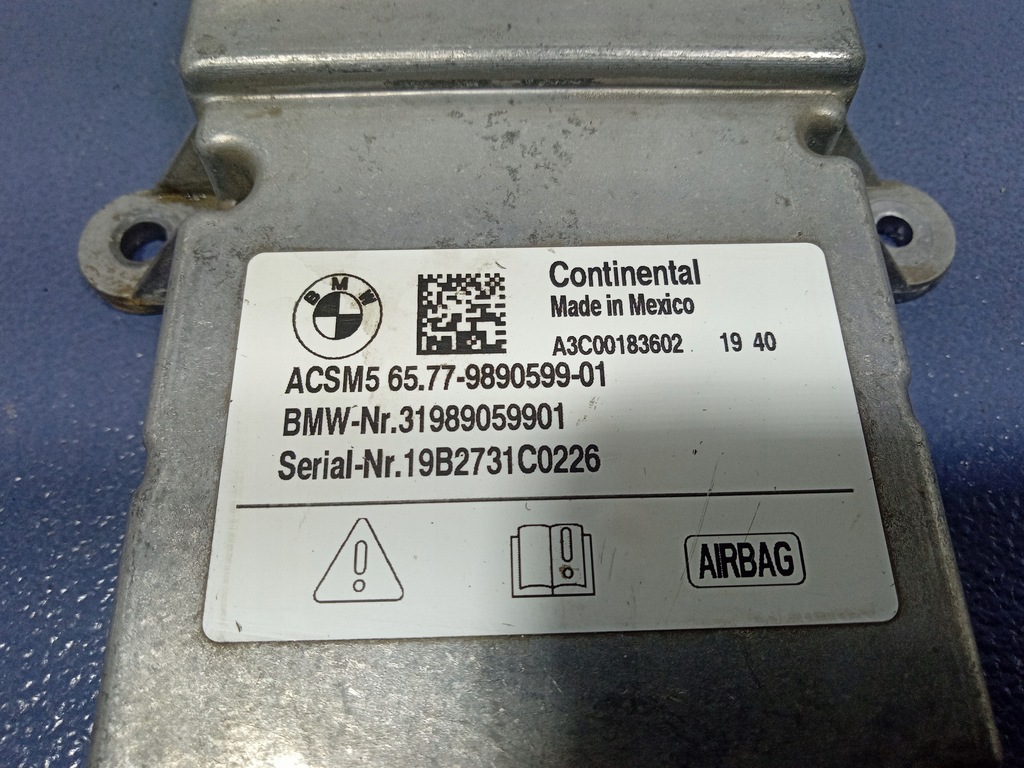 BMW
Continental
Made in Mexico
A3C00183602 19 40
ACSM5 65.77-9890599-01
BMW-Nr.31989059901
Serial-Nr.19B2731C0226
AIRBAG